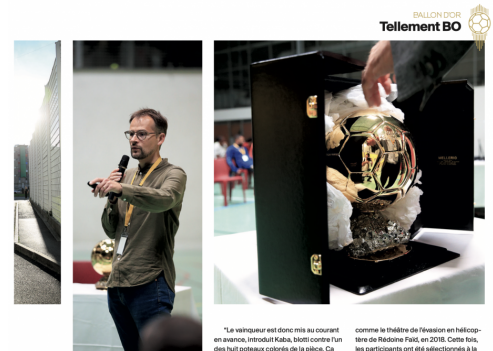 BALLON D'OR
Tellement BO
"Le vainqueur est donc mis au courant
en avance, introduit Kaba, blotti contre l'un
des huit poteaux colorés de la pièce. Ça
comme le théâtre de l'évasion en hélicop-
tère de Rédoine Faïd, en 2018. Cette fois,
les participants ont été sélectionnés à la